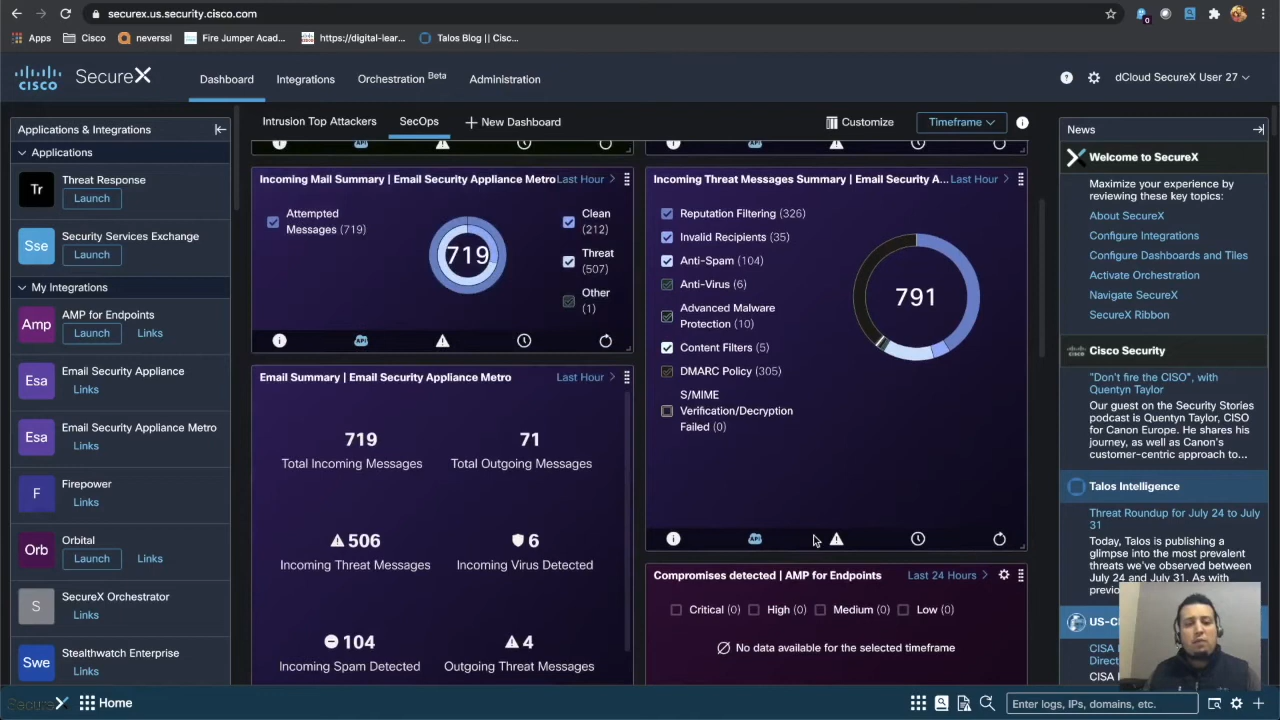 securex.us.security.cisco.com
Apps
Cisco
neverssl
Fire Jumper Acad...
https://digital-lear...
Talos Blog || Cisc...
CISCO
SecureX
Dashboard
Integrations
Orchestration Beta
Administration
dCloud SecureX User 27
Applications & Integrations
Intrusion Top Attackers
SecOps
New Dashboard
Customize
Timeframe
News
Applications
Tr
Threat Response
Launch
Sse
Security Services Exchange
Launch
My Integrations
Amp
AMP for Endpoints
Launch
Links
Esa
Email Security Appliance
Links
Esa
Email Security Appliance Metro
Links
F
Firepower
Links
Orb
Orbital
Launch
Links
S
SecureX Orchestrator
Links
Swe
Stealthwatch Enterprise
Links
API
API
Incoming Mail Summary | Email Security Appliance Metro
Last Hour
Attempted
Messages (719)
719
Clean
(212)
Threat
(507)
Other
(1)
API
Email Summary | Email Security Appliance Metro
Last Hour
719
Total Incoming Messages
71
Total Outgoing Messages
506
Incoming Threat Messages
6
Incoming Virus Detected
104
Incoming Spam Detected
4
Outgoing Threat Messages
Incoming Threat Messages Summary | Email Security A...
Last Hour
Reputation Filtering (326)
Invalid Recipients (35)
Anti-Spam (104)
Anti-Virus (6)
Advanced Malware
Protection (10)
Content Filters (5)
DMARC Policy (305)
S/MIME
Verification/Decryption
Failed (0)
791
API
Compromises detected | AMP for Endpoints
Last 24 Hours
Critical (0)
High (0)
Medium (0)
Low (0)
No data available for the selected timeframe
Welcome to SecureX
Maximize your experience by
reviewing these key topics:
About SecureX
Configure Integrations
Configure Dashboards and Tiles
Activate Orchestration
Navigate SecureX
SecureX Ribbon
Cisco Security
"Don't fire the CISO", with
Quentyn Taylor
Our guest on the Security Stories
podcast is Quentyn Taylor, CISO
for Canon Europe. He shares his
journey, as well as Canon's
customer-centric approach to...
Talos Intelligence
Threat Roundup for July 24 to July
31
Today, Talos is publishing a
glimpse into the most prevalent
threats we've observed between
July 24 and July 31. As with
CISA
SecureX
Home
Enter logs, IPs, domains, etc.